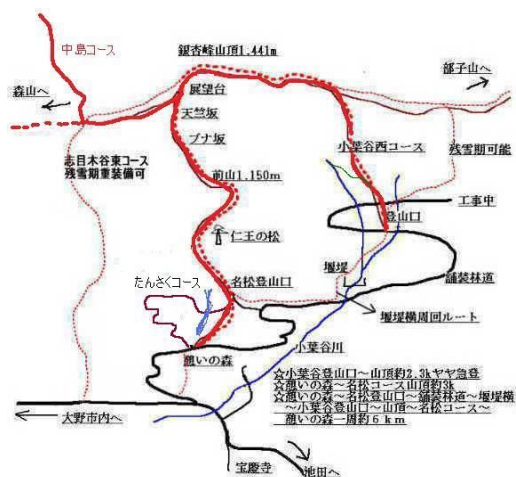 中島コース
銀杏峰山頂1.441m
部子山へ
森山へ
展望台
天竺坂
ブナ坂
小葉谷西コース
残雪期可能
志目木谷東コース
残雪期重装備可
前山1.150m
工事中
登山口
仁王の松
堰堤
舗装林道
たんさくコース
名松登山口
堰堤横周回ルート
小葉谷川
憩いの森
☆小葉谷登山口～山頂約2.3kヤヤ急登
☆憩いの森～名松コース山頂約3k
☆憩いの森～名松登山口～舗装林道～堰堤横
～小葉谷登山口～山頂～名松コース～
憩いの森一周約６km
大野市内へ
宝慶寺
池田へ